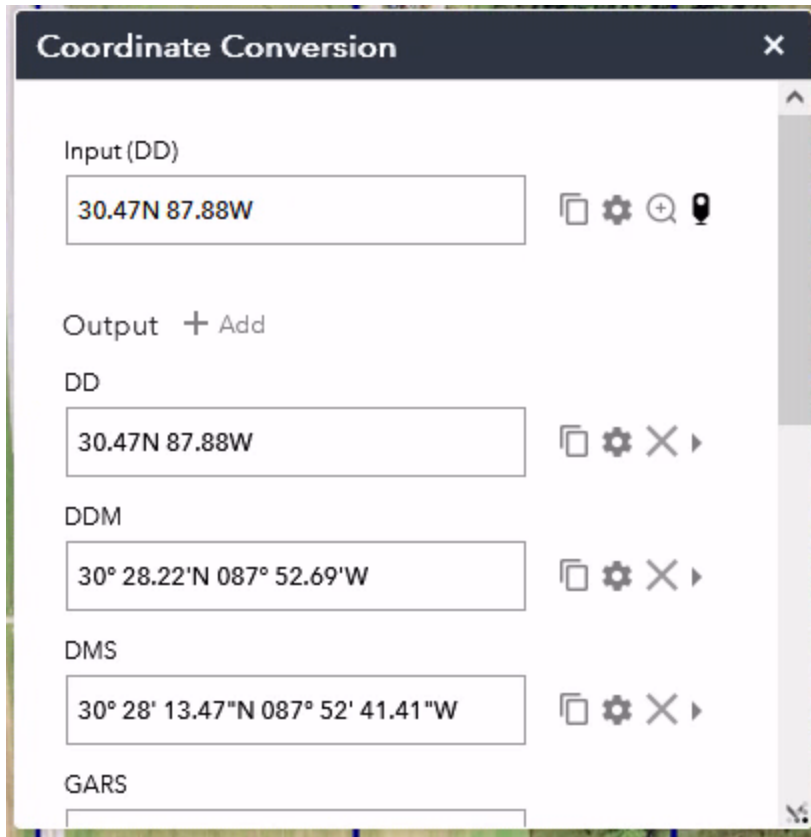 Coordinate Conversion
Input (DD)
30.47N 87.88W
Output + Add
DD
30.47N 87.88W
DDM
30° 28.22'N 087° 52.69'W
DMS
30° 28' 13.47"N 087° 52' 41.41"W
GARS